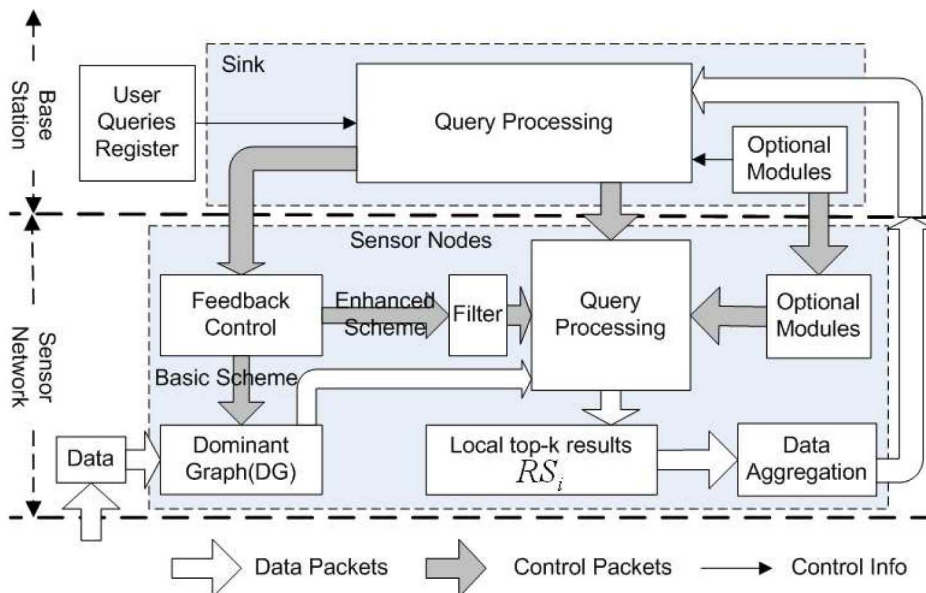 Sink
Base
Station
User
Queries
Register
Query Processing
Optional
Modules
Sensor Nodes
Sensor
Network
Feedback
Control
Enhanced
Scheme
Filter
Query
Processing
Optional
Modules
Basic Scheme
Data
Dominant
Graph(DG)
Local top-k results
RS_i
Data
Aggregation
Data Packets
Control Packets
Control Info